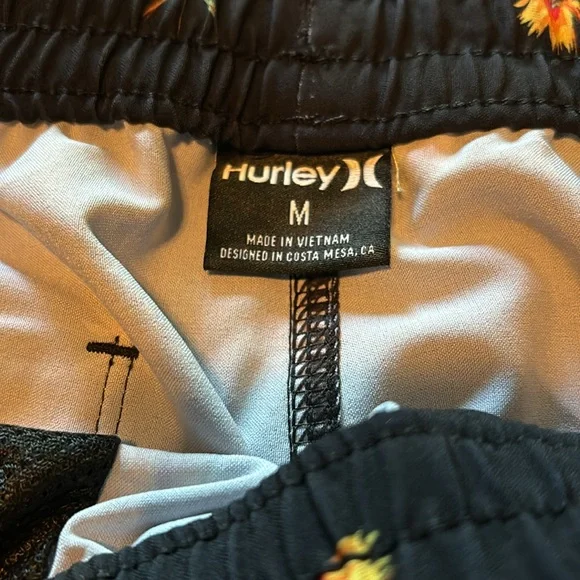 Hurley
M
MADE IN VIETNAM
DESIGNED IN COSTA MESA, CA